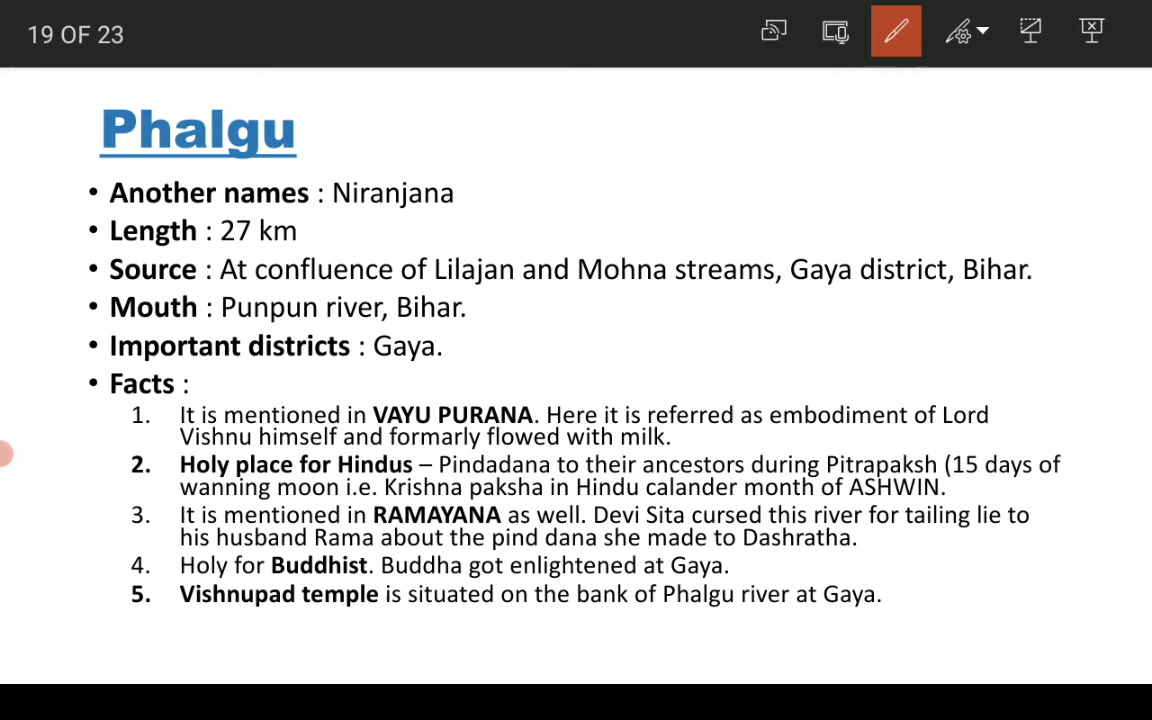 19 OF 23
Phalgu
• Another names : Niranjana
• Length : 27 km
• Source : At confluence of Lilajan and Mohna streams, Gaya district, Bihar.
• Mouth : Punpun river, Bihar.
• Important districts : Gaya.
• Facts :
1. It is mentioned in VAYU PURANA. Here it is referred as embodiment of Lord
Vishnu himself and formarly flowed with milk.
2. Holy place for Hindus – Pindadana to their ancestors during Pitrapaksh (15 days of
wanning moon i.e. Krishna paksha in Hindu calander month of ASHWIN.
3. It is mentioned in RAMAYANA as well. Devi Sita cursed this river for tailing lie to
his husband Rama about the pind dana she made to Dashratha.
4. Holy for Buddhist. Buddha got enlightened at Gaya.
5. Vishnupad temple is situated on the bank of Phalgu river at Gaya.